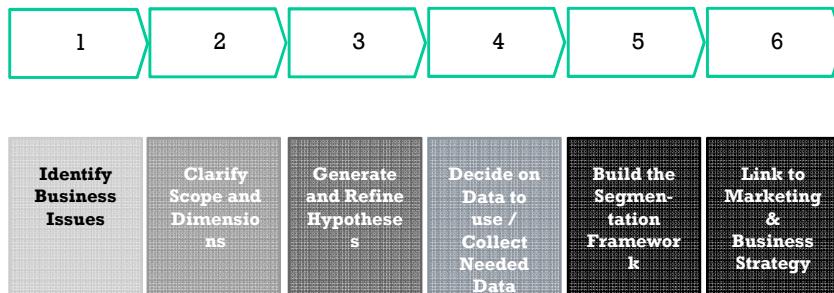 1
2
3
4
5
6
Identify
Business
Issues
Clarify
Scope and
Dimensio
ns
Generate
and Refine
Hypothese
s
Decide on
Data to
use /
Collect
Needed
Data
Build the
Segmen-
tation
Framewor
k
Link to
Marketing
&
Business
Strategy